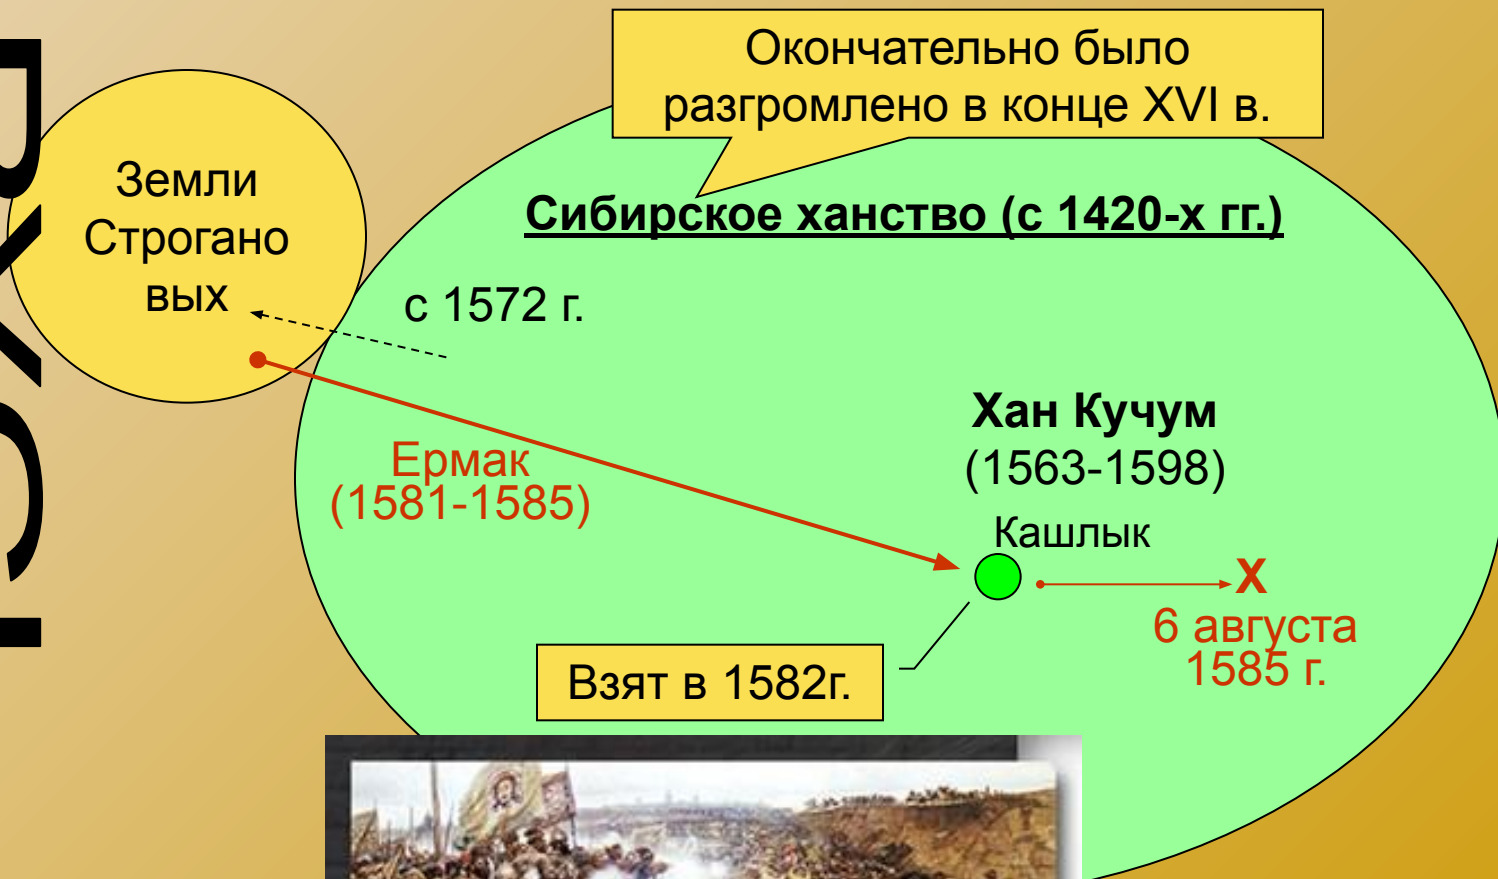 Окончательно было
разгромлено в конце XVI в.
Земли
Строгано
вых
Сибирское ханство (с 1420-х гг.)
с 1572 г.
Хан Кучум
(1563-1598)
Ермак
(1581-1585)
Кашлык
Х
6 августа
1585 г.
Взят в 1582г.